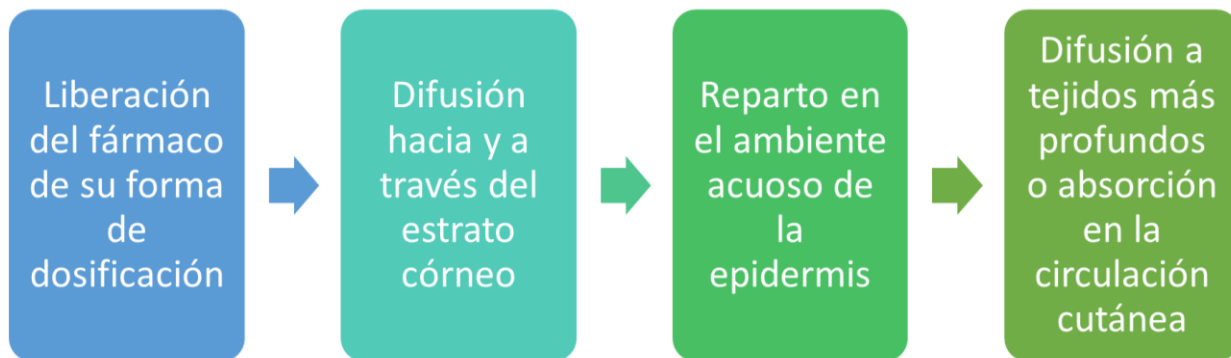 Liberación
del fármaco
de su forma
de
dosificación
Difusión
hacia y a
través del
estrato
córneo
Reparto en
el ambiente
acuoso de
la
epidermis
Difusión a
tejidos más
profundos
o absorción
en la
circulación
cutánea